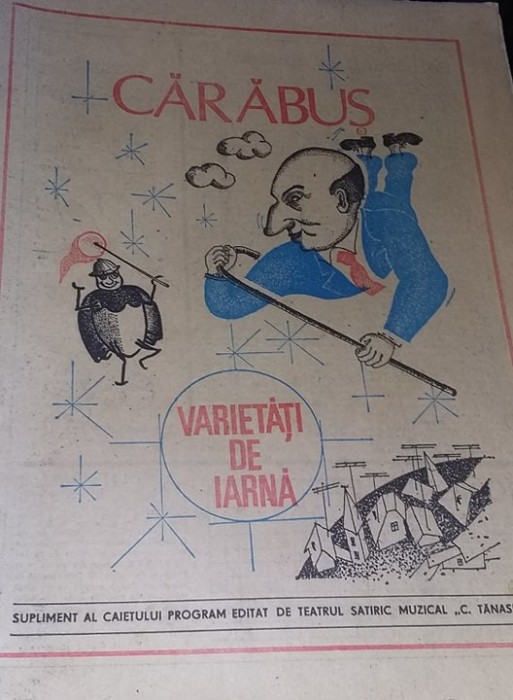 CĂRĂBUȘ
VARIETĂȚI
DE
IARNĂ
SUPLIMENT AL CAIETULUI PROGRAM EDITAT DE TEATRUL SATIRIC MUZICAL „C. TĂNAS